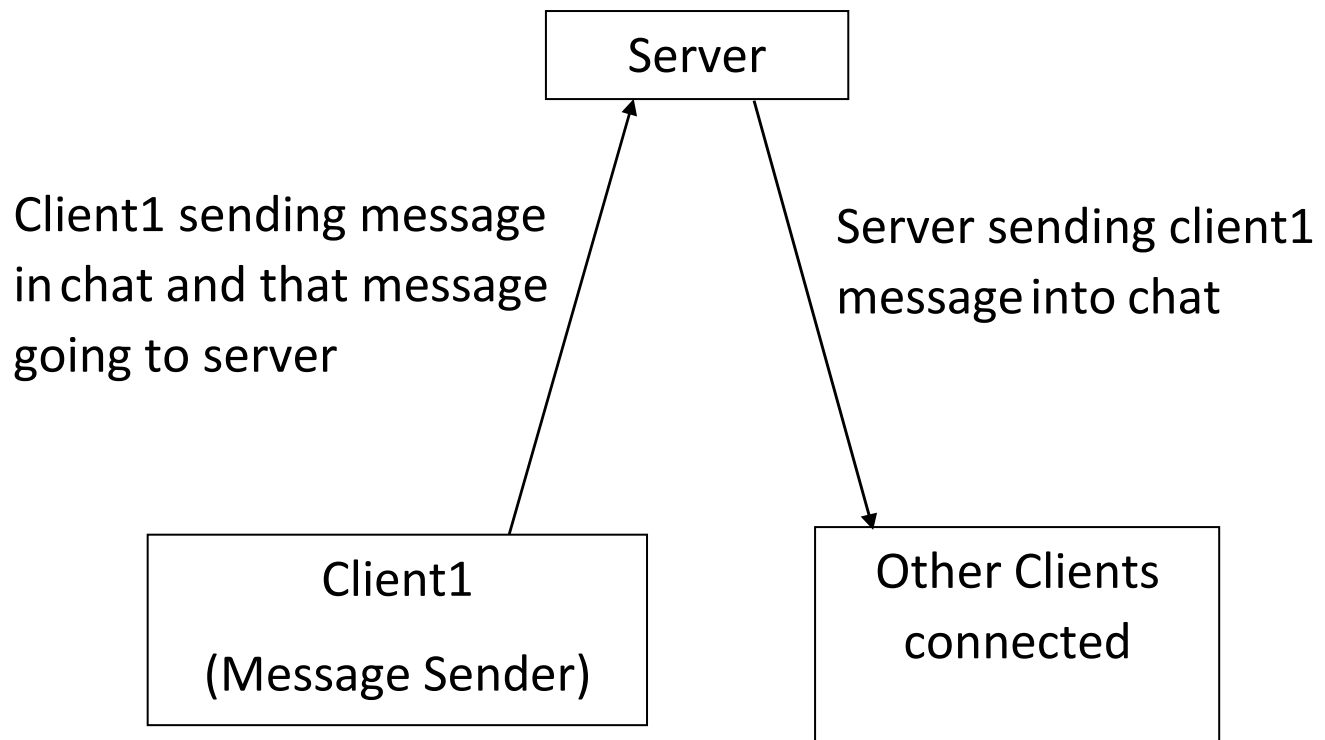 Server
Client1 sending message
in chat and that message
going to server
Server sending client1
message into chat
Client1
(Message Sender)
Other Clients
connected